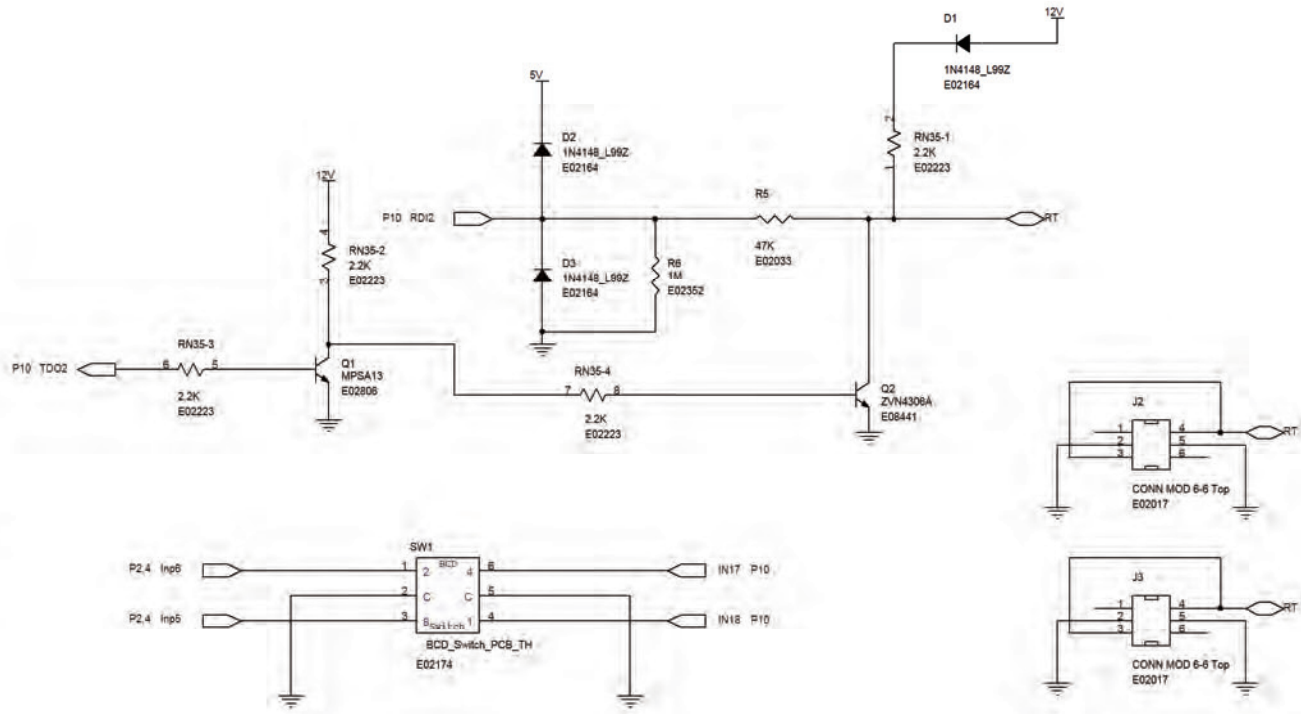 D1
12V
1N4148_L99Z
E02164
5V
D2
1N4148_L99Z
E02164
2
RN35-1
2.2K
E02223
1
12V
R5
P10 RDI2
RT
47K
E02033
4
RN35-2
2.2K
E02223
3
D3
1N4148_L99Z
E02164
R6
1M
E02352
RN35-3
P10 TDO2
6
5
2.2K
E02223
Q1
MPSA13
E02806
RN35-4
7
8
2.2K
E02223
Q2
ZVN4306A
E08441
J2
1
2
3
4
5
6
RT
CONN MOD 6-6 Top
E02017
SW1
P2,4 Inp6
1
2
BCD
4
6
IN17 P10
2
C
C
5
P2,4 Inp5
3
8
Switch
1
4
IN18 P10
BCD_Switch_PCB_TH
E02174
J3
1
2
3
4
5
6
RT
CONN MOD 6-6 Top
E02017